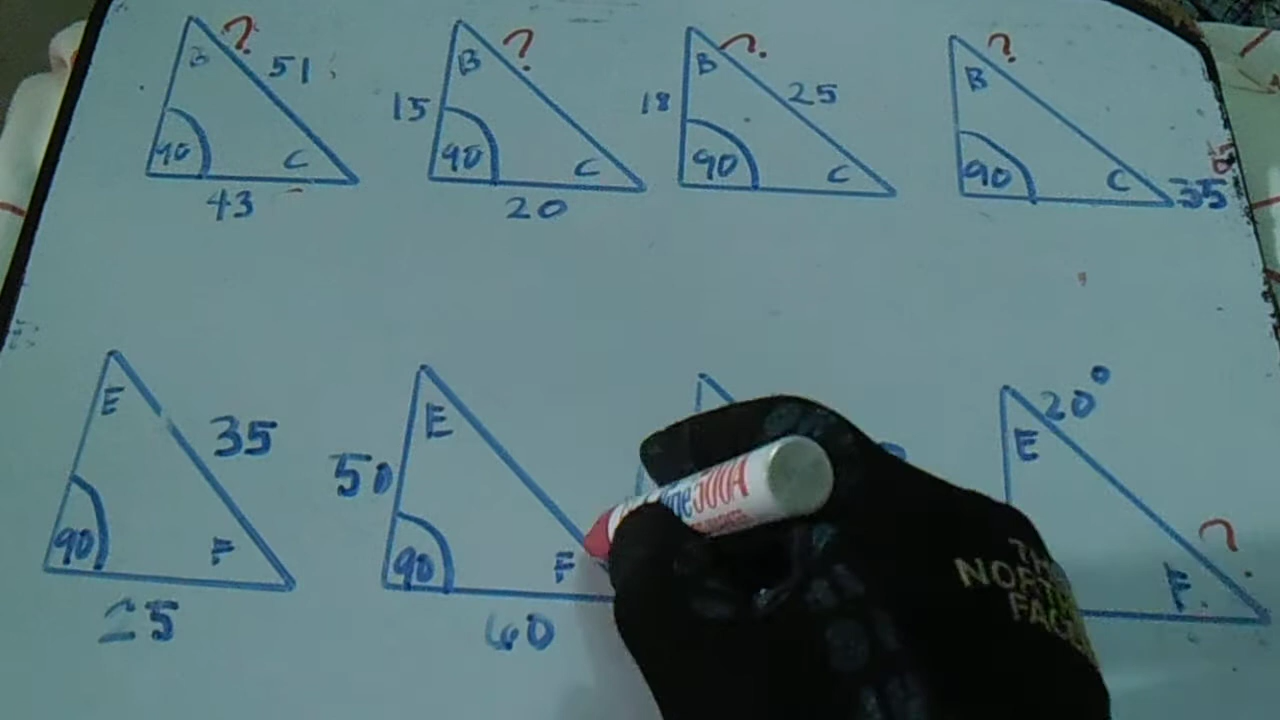 ? B 51 90 C 43
? B 15 90 C 20
? B 18 25 90 C
? B 90 C 35
E 35 90 F 25
E 50 90 F 60
20° E ? F
THE
NORTH
FACE